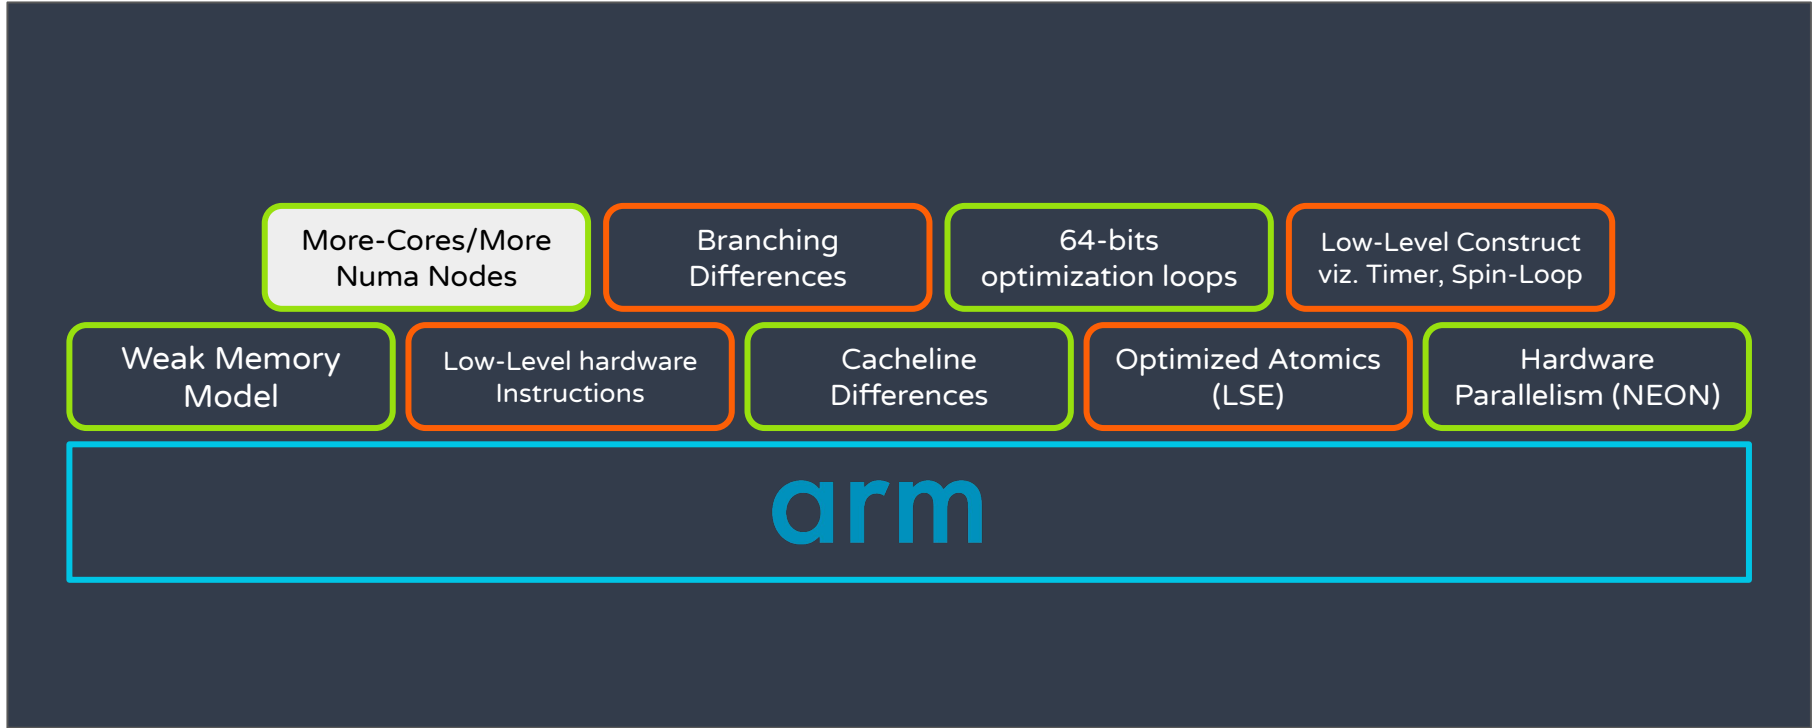 More-Cores/More
Numa Nodes
Branching
Differences
64-bits
optimization loops
Low-Level Construct
viz. Timer, Spin-Loop
Weak Memory
Model
Low-Level hardware
Instructions
Cacheline
Differences
Optimized Atomics
(LSE)
Hardware
Parallelism (NEON)
arm